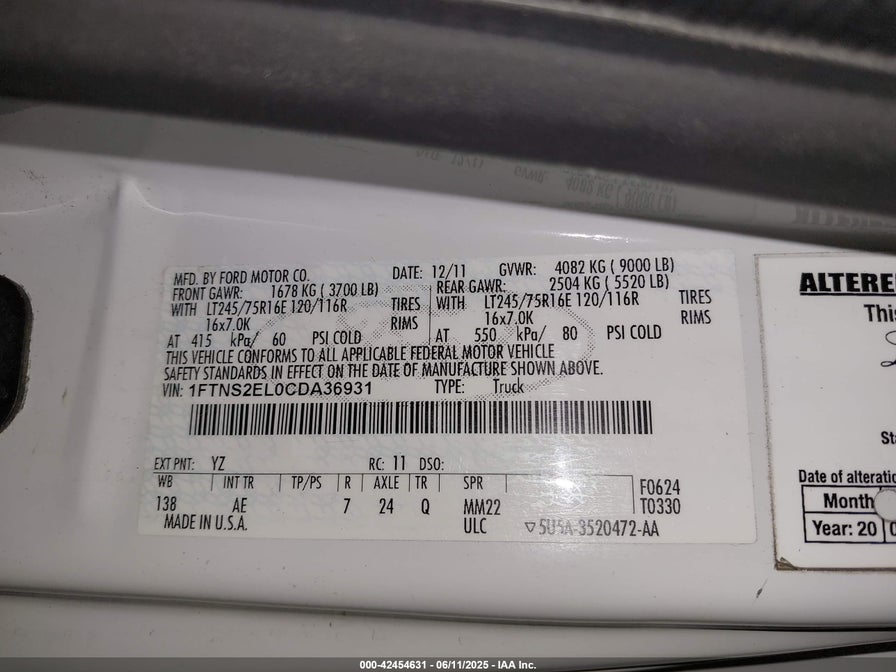 MFD. BY FORD MOTOR CO. DATE: 12/11 GVWR: 4082 KG ( 9000 LB)
FRONT GAWR: 1678 KG ( 3700 LB) REAR GAWR: 2504 KG ( 5520 LB)
WITH LT245/75R16E 120/116R TIRES WITH LT245/75R16E 120/116R TIRES
16x7.0K RIMS 16x7.0K RIMS
AT 415 kPa/ 60 PSI COLD AT 550 kPa/ 80 PSI COLD
THIS VEHICLE CONFORMS TO ALL APPLICABLE FEDERAL MOTOR VEHICLE
SAFETY STANDARDS IN EFFECT ON THE DATE OF MANUFACTURE SHOWN ABOVE.
VIN: 1FTNS2EL0CDA36931 TYPE: Truck
EXT PNT: YZ RC: 11 DSO:
WB INT TR TP/PS R AXLE TR SPR F0624
138 AE 7 24 Q MM22 T0330
MADE IN U.S.A. ULC ▽5U5A-3520472-AA
ALTERE
This
St
Date of alteratio
Month
Year: 20 0
000-42454631 - 06/11/2025 - IAA Inc.